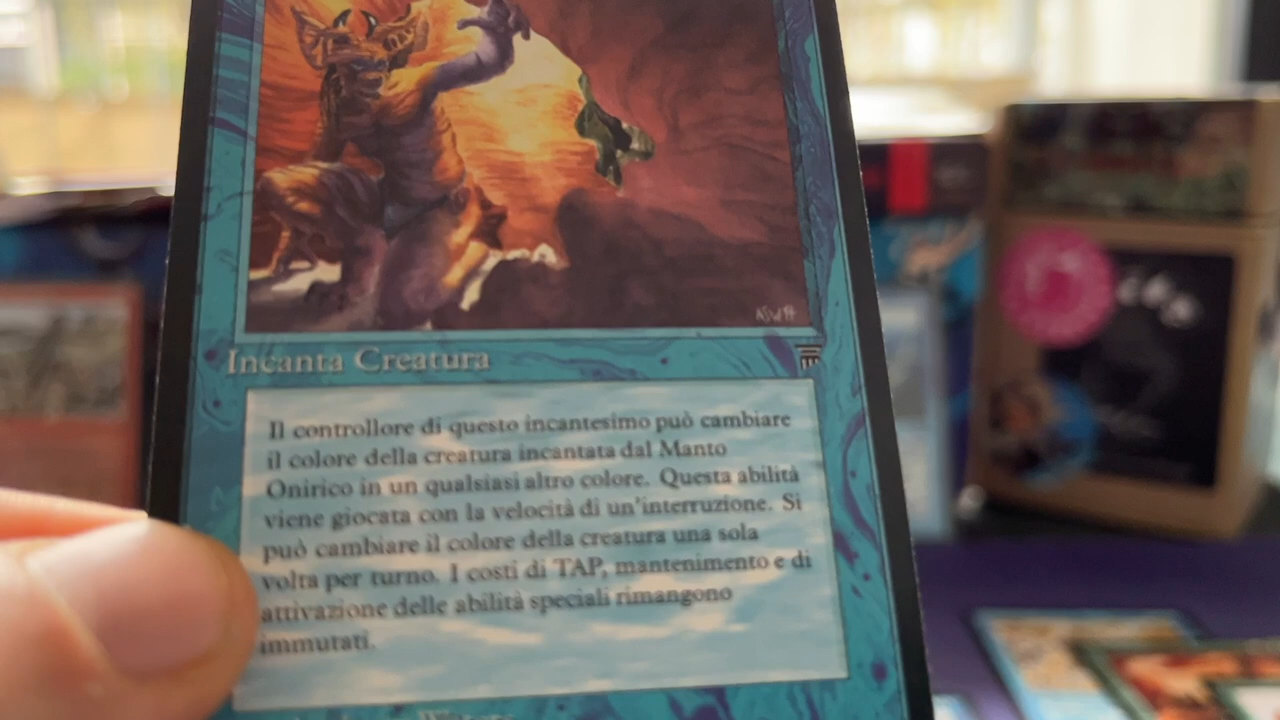 Incanta Creatura
Il controllore di questo incantesimo può cambiare
il colore della creatura incantata dal Manto
Onirico in un qualsiasi altro colore. Questa abilità
viene giocata con la velocità di un'interruzione. Si
può cambiare il colore della creatura una sola
volta per turno. I costi di TAP, mantenimento e di
attivazione delle abilità speciali rimangono
immutati.